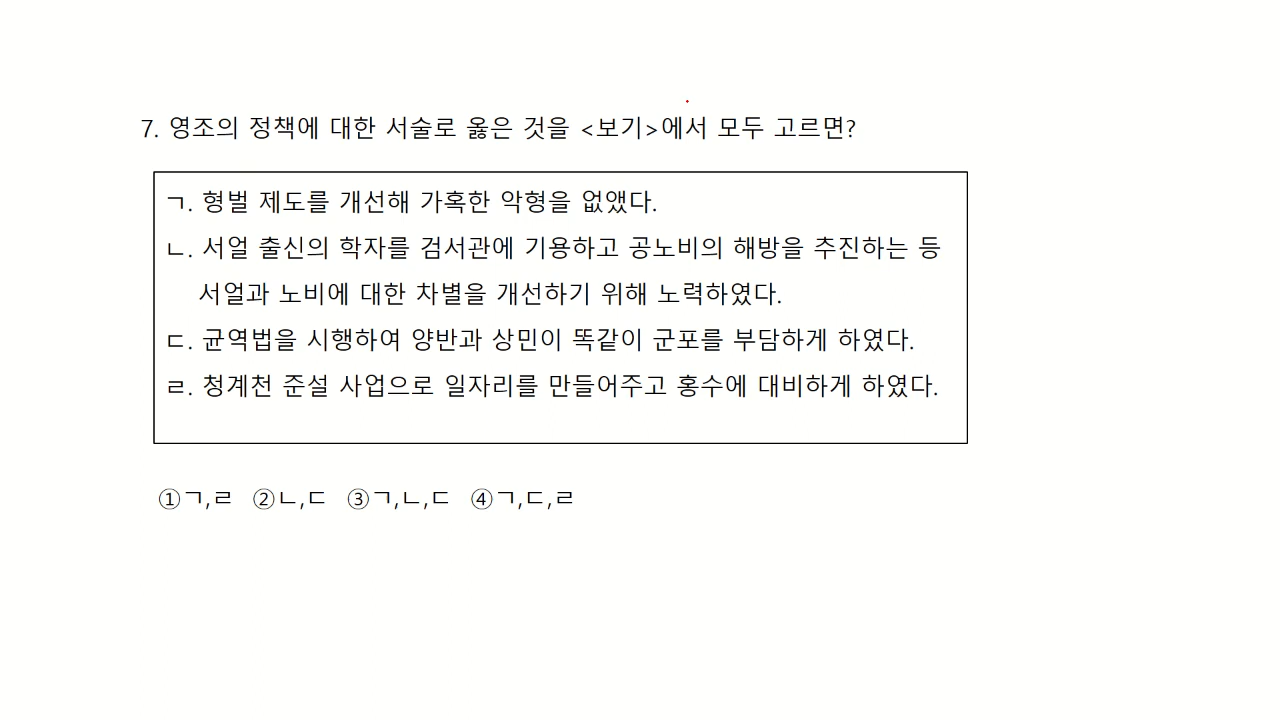 7. 영조의 정책에 대한 서술로 옳은 것을 <보기>에서 모두 고르면?
ㄱ. 형벌 제도를 개선해 가혹한 악형을 없앴다.
ㄴ. 서얼 출신의 학자를 검서관에 기용하고 공노비의 해방을 추진하는 등
서얼과 노비에 대한 차별을 개선하기 위해 노력하였다.
ㄷ. 균역법을 시행하여 양반과 상민이 똑같이 군포를 부담하게 하였다.
ㄹ. 청계천 준설 사업으로 일자리를 만들어주고 홍수에 대비하게 하였다.
①ㄱ,ㄹ ②ㄴ,ㄷ ③ㄱ,ㄴ,ㄷ ④ㄱ,ㄷ,ㄹ